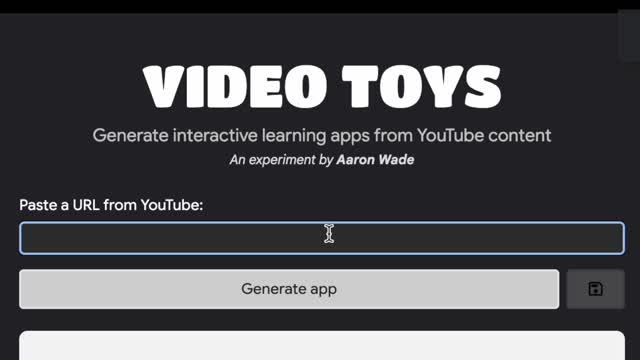 VIDEO TOYS
Generate interactive learning apps from YouTube content
An experiment by Aaron Wade
Paste a URL from YouTube:
Generate app